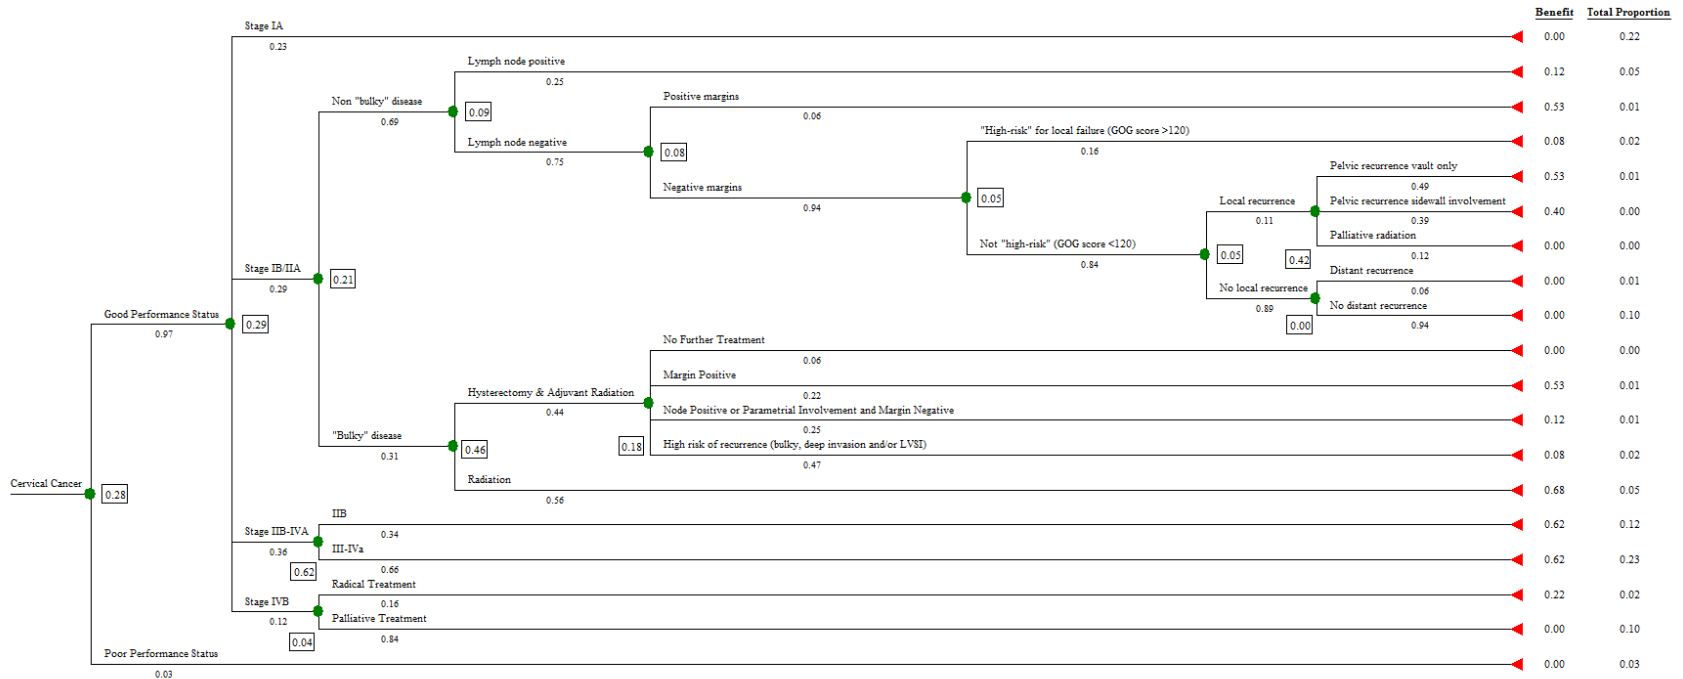 Benefit Total Proportion
Stage IA
0.23
0.00 0.22
Lymph node positive
0.25
0.12 0.05
Non "bulky" disease
0.69
0.09
Positive margins
0.06
0.53 0.01
Lymph node negative
0.75
0.08
"High-risk" for local failure (GOG score >120)
0.16
0.08 0.02
Negative margins
0.94
0.05
Pelvic recurrence vault only
0.49
0.53 0.01
Local recurrence
0.11
Pelvic recurrence sidewall involvement
0.39
0.40 0.00
Palliative radiation
0.12
0.00 0.00
Not "high-risk" (GOG score <120)
0.84
0.05
0.42
Stage IB/IIA
0.29
0.21
Distant recurrence
0.06
0.00 0.01
No local recurrence
0.89
0.00
No distant recurrence
0.94
0.00 0.10
Good Performance Status
0.97
0.29
No Further Treatment
0.06
0.00 0.00
Margin Positive
0.22
0.53 0.01
Hysterectomy & Adjuvant Radiation
0.44
Node Positive or Parametrial Involvement and Margin Negative
0.25
0.12 0.01
"Bulky" disease
0.31
0.46
0.18
High risk of recurrence (bulky, deep invasion and/or LVSI)
0.47
0.08 0.02
Radiation
0.56
0.68 0.05
Cervical Cancer
0.28
IIB
0.34
0.62 0.12
Stage IIB-IVA
0.36
0.62
III-IVa
0.66
0.62 0.23
Radical Treatment
0.16
0.22 0.02
Stage IVB
0.12
0.04
Palliative Treatment
0.84
0.00 0.10
Poor Performance Status
0.03
0.00 0.03